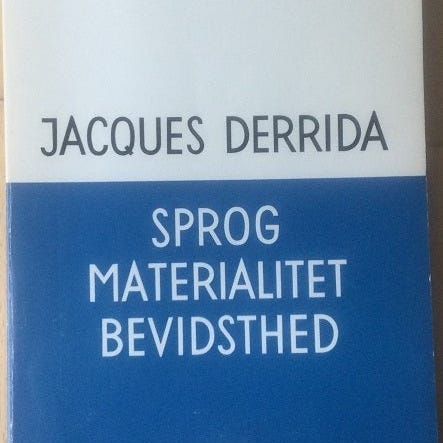 JACQUES DERRIDA
SPROG
MATERIALITET
BEVIDSTHED